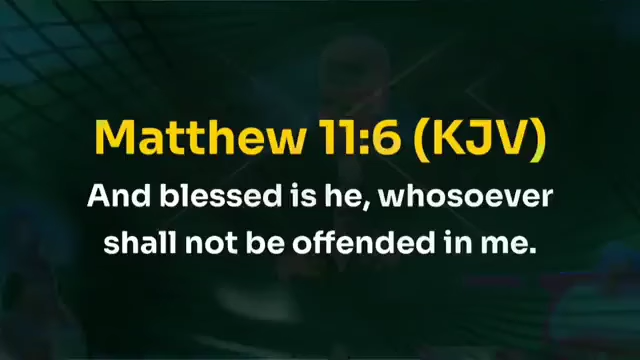 Matthew 11:6 (KJV)
And blessed is he, whosoever
shall not be offended in me.